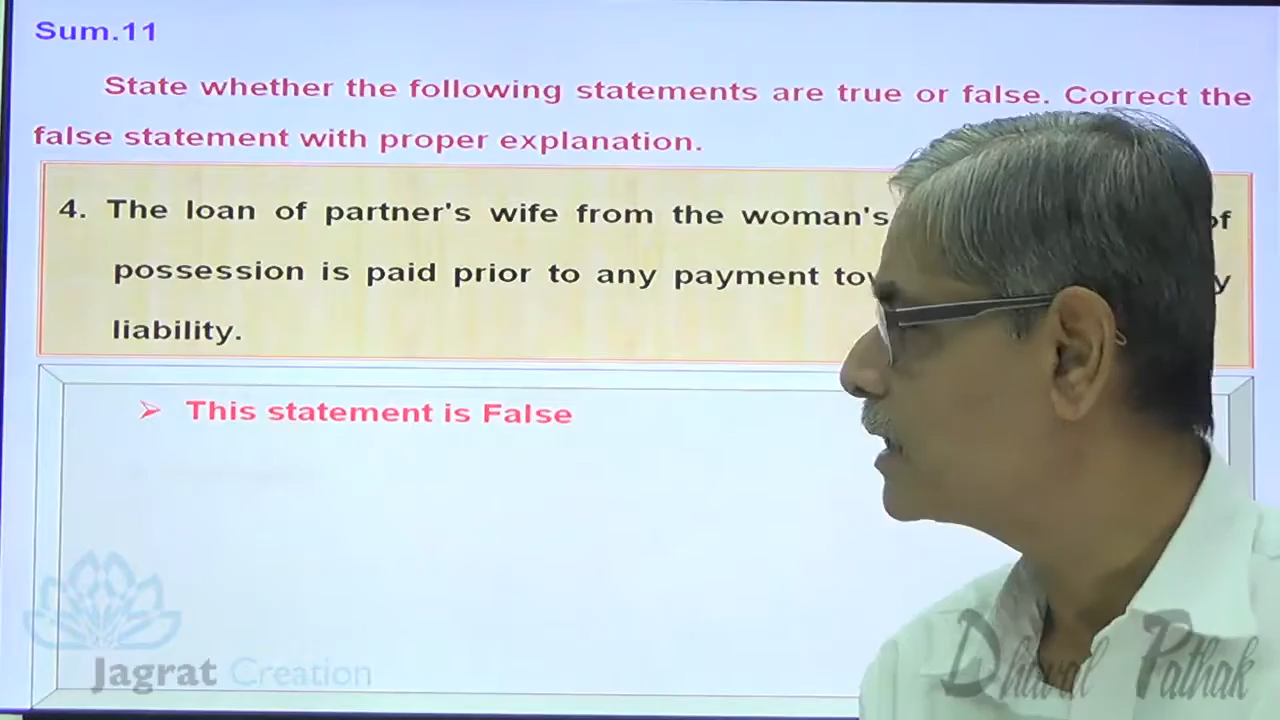 Sum.11
State whether the following statements are true or false. Correct the
false statement with proper explanation.
4. The loan of partner's wife from the woman's of
possession is paid prior to any payment
liability.
➢ This statement is False
Jagrat Creation
Dhaval Pathak